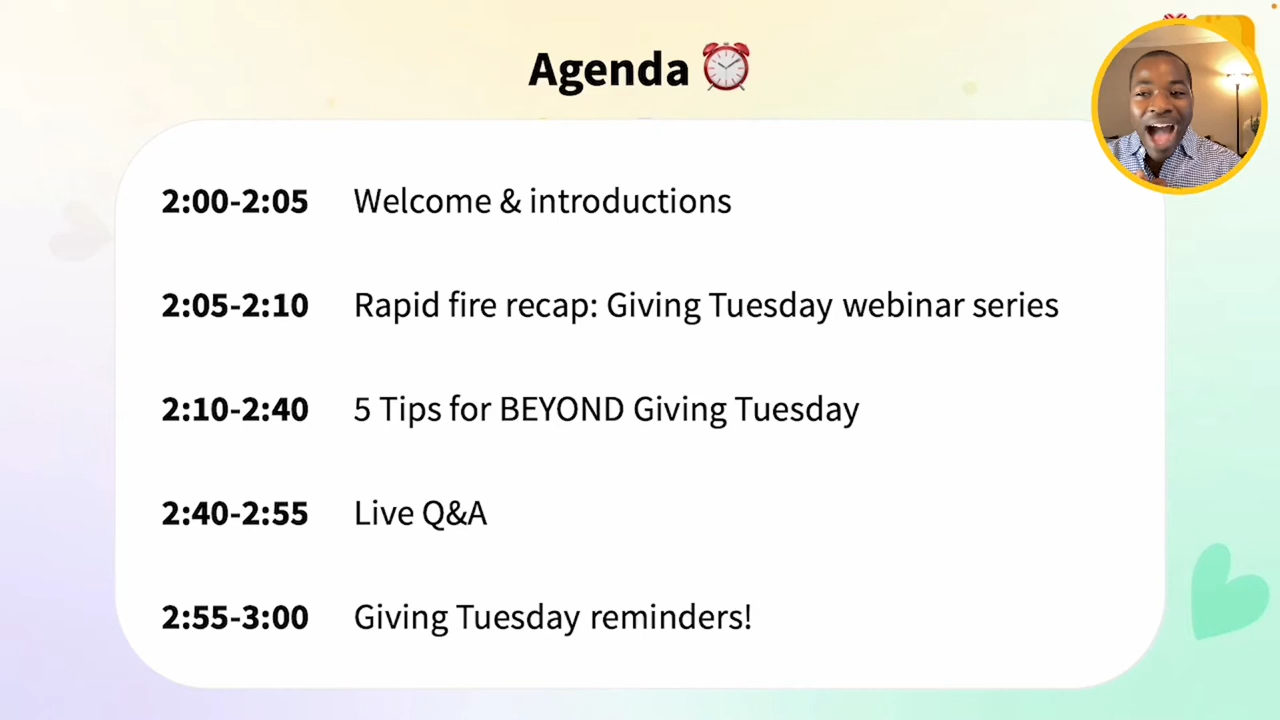 Agenda ⏰
2:00-2:05 Welcome & introductions
2:05-2:10 Rapid fire recap: Giving Tuesday webinar series
2:10-2:40 5 Tips for BEYOND Giving Tuesday
2:40-2:55 Live Q&A
2:55-3:00 Giving Tuesday reminders!